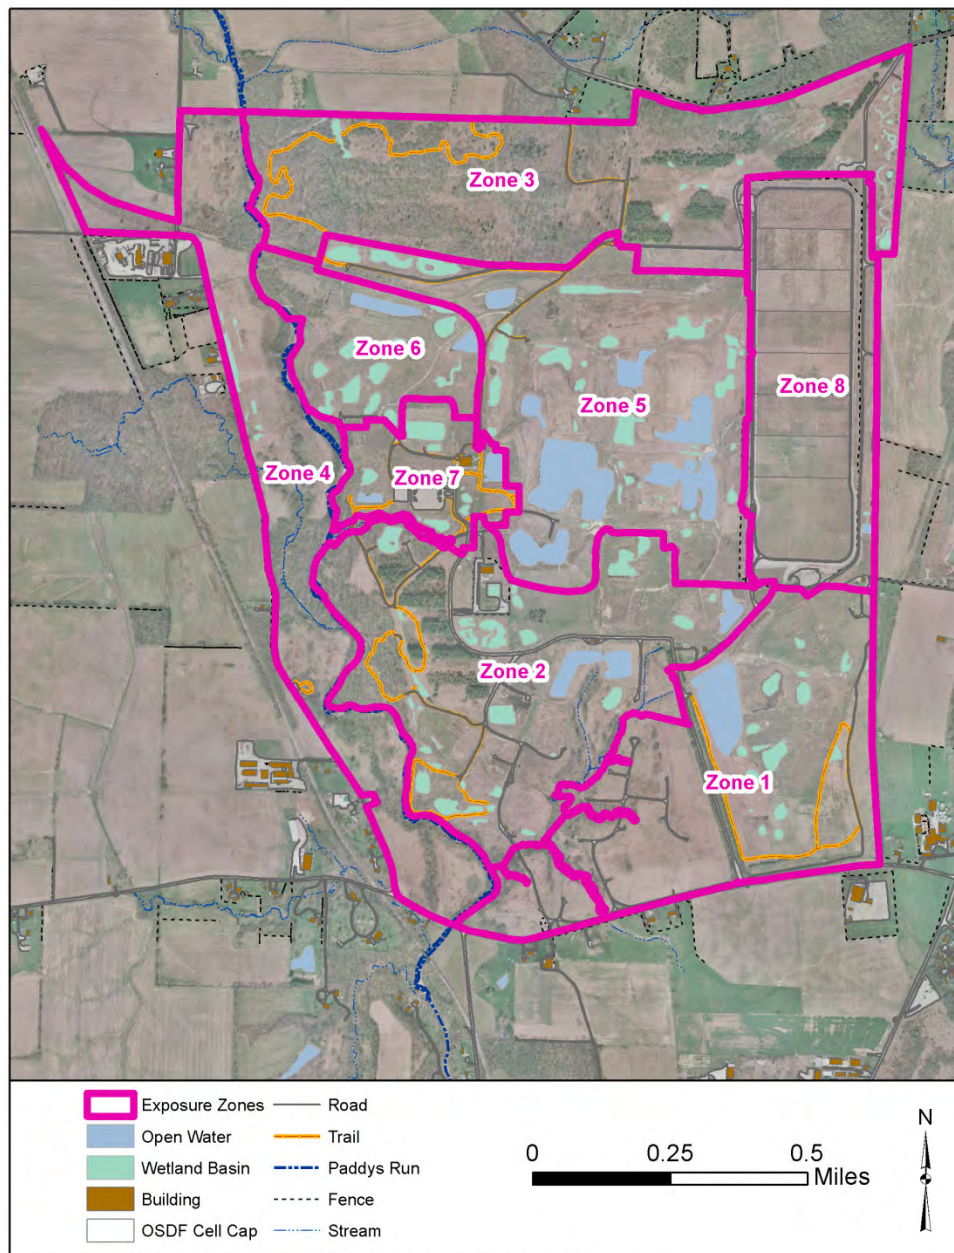 Zone 3
Zone 6
Zone 5
Zone 8
Zone 4
Zone 7
Zone 2
Zone 1
Exposure Zones
Open Water
Wetland Basin
Building
OSDF Cell Cap
Road
Trail
Paddys Run
Fence
Stream
0 0.25 0.5
Miles
N